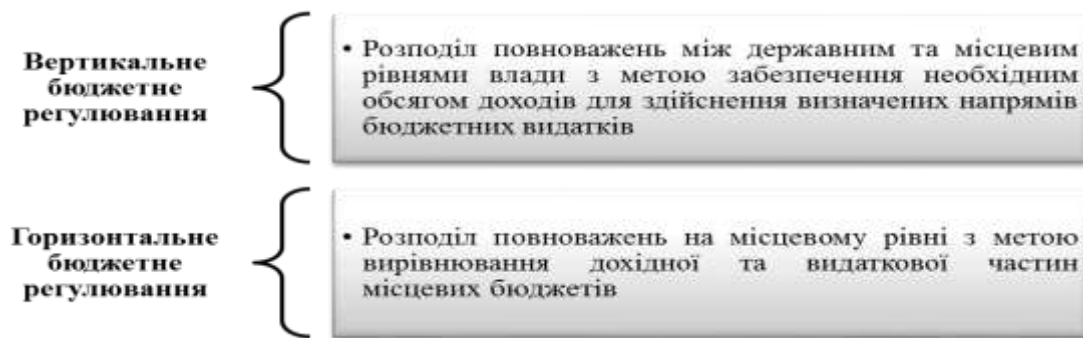 Вертикальне
бюджетне
регулювання
• Розподіл повноважень між державним та місцевим
рівнями влади з метою забезпечення необхідним
обсягом доходів для здійснення визначених напрямів
бюджетних видатків
Горизонтальне
бюджетне
регулювання
• Розподіл повноважень на місцевому рівні з метою
вирівнювання дохідної та видаткової частин
місцевих бюджетів